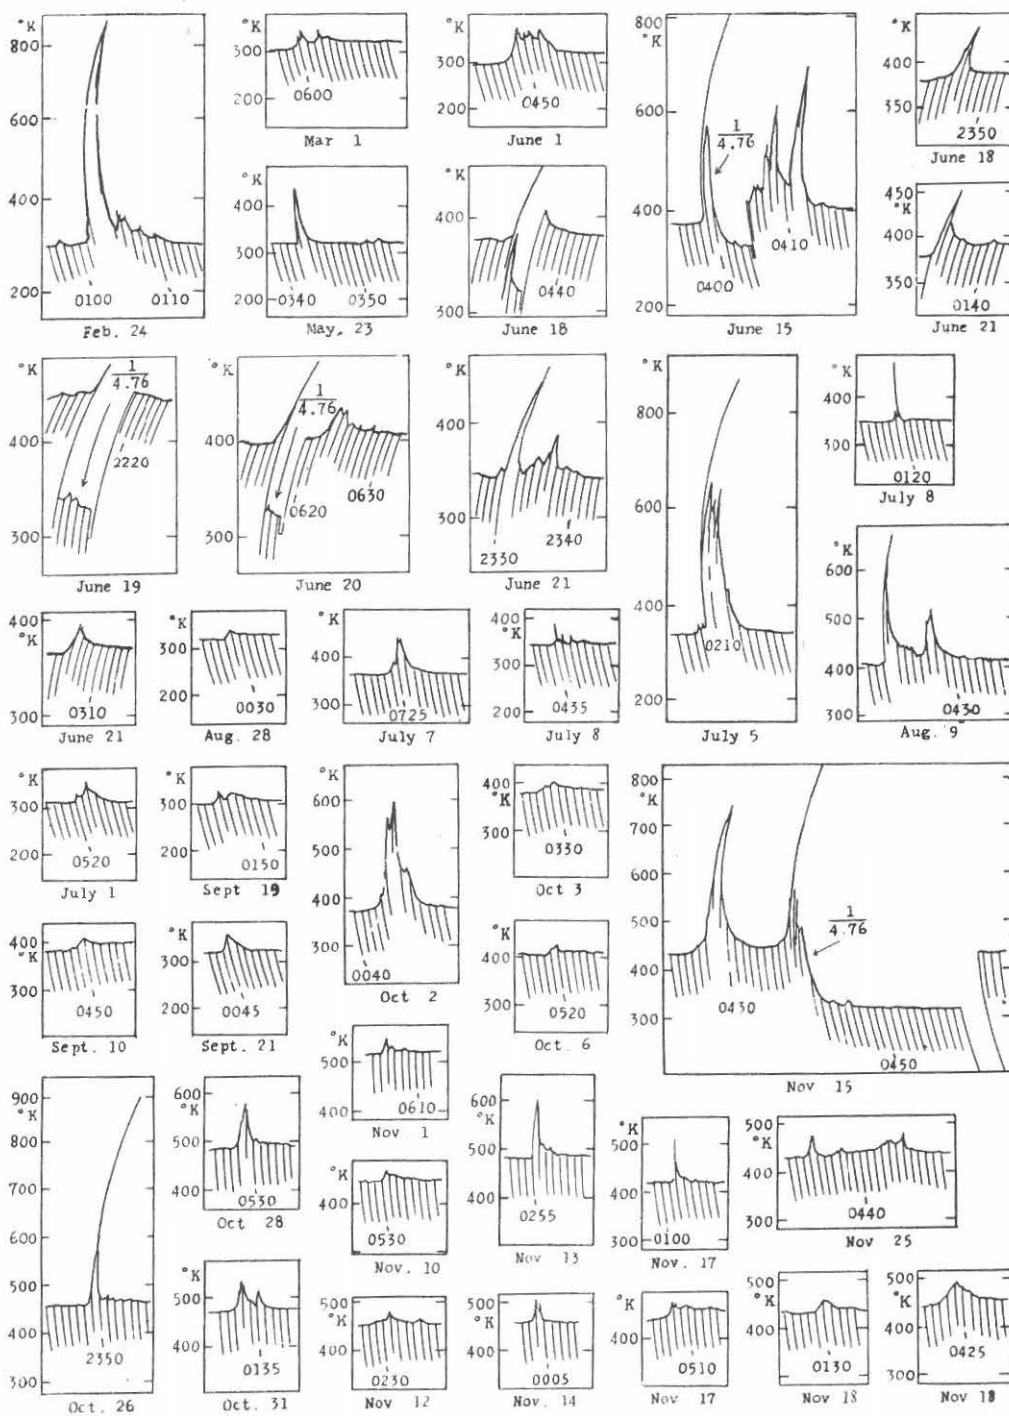 °K
800
600
400
300
200
0100 0110
Feb. 24
°K
300
200
0600
Mar 1
°K
400
300
200
0450
June 1
800
°K
600
400
200
1
4.76
0400
0410
June 15
°K
400
350
2350
June 18
°K
400
300
200
0340 0350
May, 23
°K
400
300
0440
June 18
450
°K
400
350
0140
June 21
°K
400
300
1
4.76
2220
June 19
°K
400
300
1
4.76
0620
0630
June 20
°K
400
300
2330 2340
June 21
°K
800
600
400
200
0210
July 5
°K
400
300
0120
July 8
°K
600
500
400
300
0430
Aug. 9
400
°K
300
0310
June 21
°K
300
200
0030
Aug. 28
°K
400
300
0725
July 7
400
°K
300
200
0435
July 8
°K
300
200
0520
July 1
°K
300
200
0150
Sept 19
°K
600
500
400
300
0040
Oct 2
400
°K
300
0330
Oct 3
800
°K
700
600
500
400
300
1
4.76
0430
0450
Nov 15
400
°K
300
0450
Sept. 10
°K
300
200
0045
Sept. 21
°K
400
300
0520
Oct. 6
900
°K
800
700
600
500
400
300
2350
Oct. 26
600
°K
500
400
0530
Oct 28
°K
500
400
0610
Nov 1
°K
400
0530
Nov. 10
°K
600
500
400
0255
Nov 13
°K
500
400
300
0100
Nov. 17
500
°K
400
300
0440
Nov 25
°K
500
400
0135
Oct. 31
500
°K
400
0230
Nov 12
500
°K
400
0005
Nov. 14
°K
400
0510
Nov 17
500
°K
400
0130
Nov 18
500
°K
400
0425
Nov 18